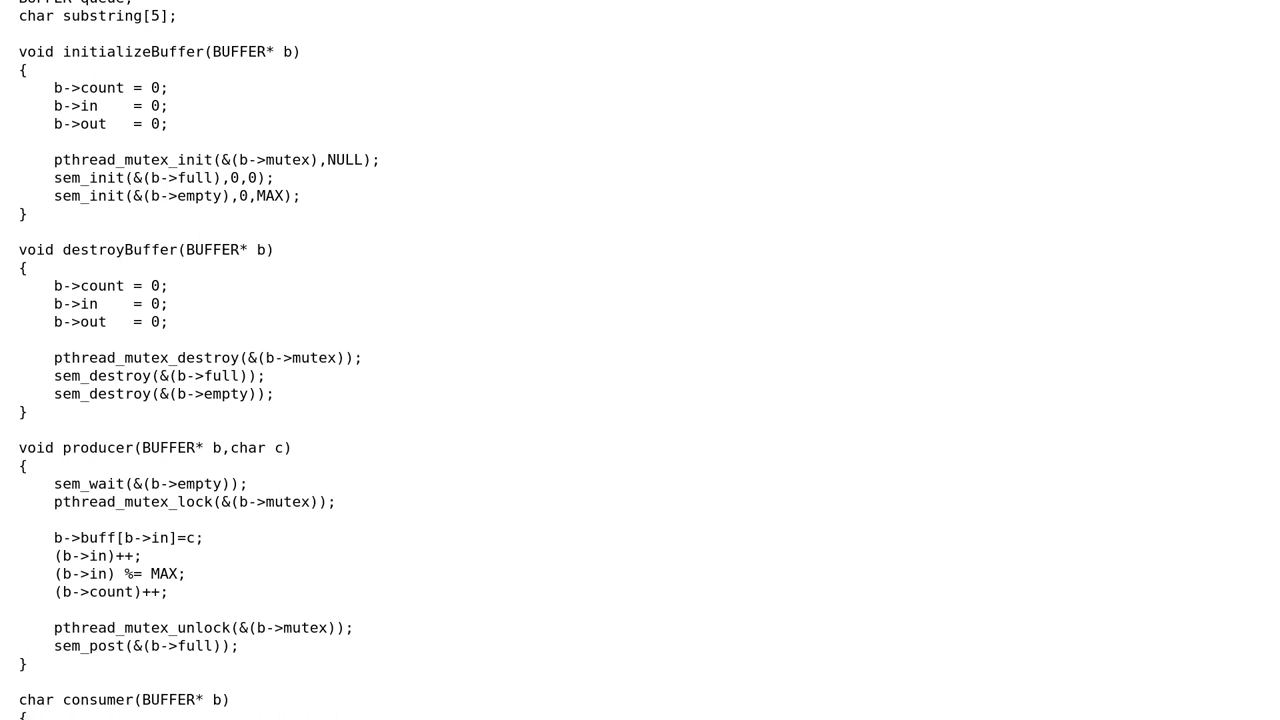 BUFFER queue;
char substring[5];

void initializeBuffer(BUFFER* b)
{
    b->count = 0;
    b->in    = 0;
    b->out   = 0;

    pthread_mutex_init(&(b->mutex),NULL);
    sem_init(&(b->full),0,0);
    sem_init(&(b->empty),0,MAX);
}

void destroyBuffer(BUFFER* b)
{
    b->count = 0;
    b->in    = 0;
    b->out   = 0;

    pthread_mutex_destroy(&(b->mutex));
    sem_destroy(&(b->full));
    sem_destroy(&(b->empty));
}

void producer(BUFFER* b,char c)
{
    sem_wait(&(b->empty));
    pthread_mutex_lock(&(b->mutex));

    b->buff[b->in]=c;
    (b->in)++;
    (b->in) %= MAX;
    (b->count)++;

    pthread_mutex_unlock(&(b->mutex));
    sem_post(&(b->full));
}

char consumer(BUFFER* b)
{